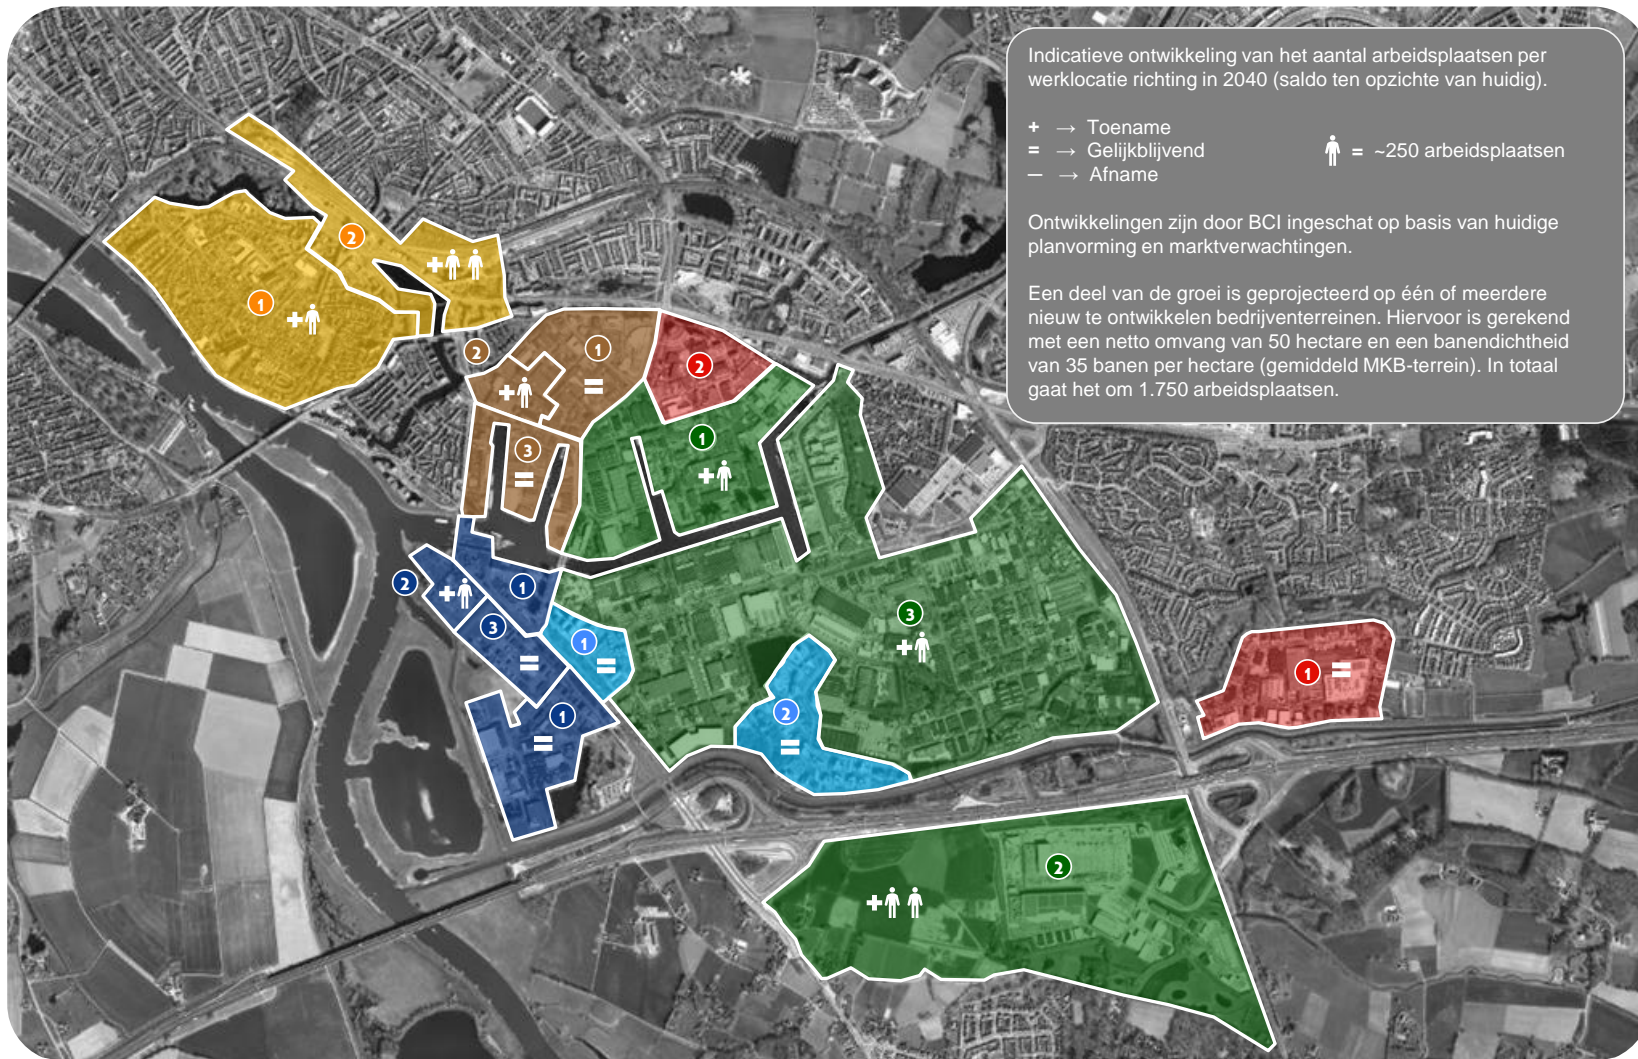 Indicatieve ontwikkeling van het aantal arbeidsplaatsen per
werklocatie richting in 2040 (saldo ten opzichte van huidig).
+ → Toename
= → Gelijkblijvend
= ~250 arbeidsplaatsen
– → Afname
Ontwikkelingen zijn door BCI ingeschat op basis van huidige
planvorming en marktverwachtingen.
Een deel van de groei is geprojecteerd op één of meerdere
nieuw te ontwikkelen bedrijventerreinen. Hiervoor is gerekend
met een netto omvang van 50 hectare en een banendichtheid
van 35 banen per hectare (gemiddeld MKB-terrein). In totaal
gaat het om 1.750 arbeidsplaatsen.
2
+
1
+
2
1
=
2
+
3
=
1
+
2
+
1
3
=
1
=
1
=
3
+
2
=
1 =
2
+